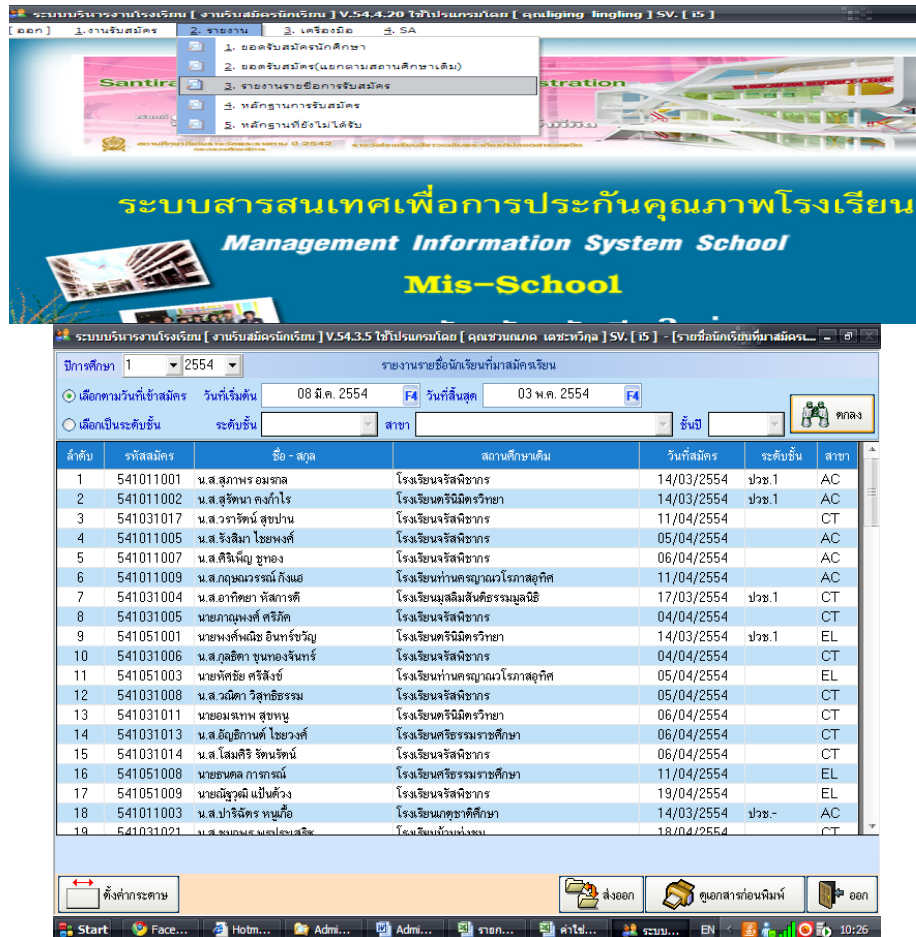 ระบบบริหารงานโรงเรียน [ งานรับสมัครนักเรียน ] V.54.4.20 ใช้โปรแกรมโดย [ คุณliging lingling ] SV. [ i5 ]
[ ออก ] 1.งานรับสมัคร 2. รายงาน 3. เครื่องมือ 4. SA
1. ยอดรับสมัครนักศึกษา
2. ยอดรับสมัคร(แยกตามสถานศึกษาเดิม)
3. รายงานรายชื่อการรับสมัคร
4. หลักฐานการรับสมัคร
5. หลักฐานที่ยังไม่ได้รับ
Santira stration
ระบบสารสนเทศเพื่อการประกันคุณภาพโรงเรียน
Management Information System School
Mis-School
ระบบบริหารงานโรงเรียน [ งานรับสมัครนักเรียน ] V.54.3.5 ใช้โปรแกรมโดย [ คุณชวนณภค เดชะทวีกุล ] SV. [ i5 ] - [รายชื่อนักเรียนที่มาสมัครเ...
ปีการศึกษา 1 2554 รายงานรายชื่อนักเรียนที่มาสมัครเรียน
เลือกตามวันที่เข้าสมัคร วันที่เริ่มต้น 08 มี.ค. 2554 F4 วันที่สิ้นสุด 03 พ.ค. 2554 F4
ตกลง
เลือกเป็นระดับชั้น ระดับชั้น สาขา ชั้นปี
ลำดับ รหัสสมัคร ชื่อ - สกุล สถานศึกษาเดิม วันที่สมัคร ระดับชั้น สาขา
1 541011001 น.ส.สุภาพร อมรกล โรงเรียนจรัสพิชากร 14/03/2554 ปวช.1 AC
2 541011002 น.ส.สุรัตนา คงกำไร โรงเรียนตรีนิมิตรวิทยา 14/03/2554 ปวช.1 AC
3 541031017 น.ส.วรารัตน์ สุขปาน โรงเรียนจรัสพิชากร 11/04/2554 CT
4 541011005 น.ส.รังสิมา ไชยพงศ์ โรงเรียนจรัสพิชากร 05/04/2554 AC
5 541011007 น.ส.ศิริเพ็ญ ชูทอง โรงเรียนจรัสพิชากร 06/04/2554 AC
6 541011009 น.ส.กฤษณวรรณ์ กังแฮ โรงเรียนท่านครญาณวโรภาสอุทิศ 11/04/2554 AC
7 541031004 น.ส.อาทิตยา หัสการดี โรงเรียนมุสลิมสันติธรรมมูลนิธิ 17/03/2554 ปวช.1 CT
8 541031005 นายภาณุพงศ์ ศรีภัค โรงเรียนจรัสพิชากร 04/04/2554 CT
9 541051001 นายพงศ์พณิช อินทร์ขวัญ โรงเรียนตรีนิมิตรวิทยา 14/03/2554 ปวช.1 EL
10 541031006 น.ส.กุลธิดา ขุนทองจันทร์ โรงเรียนจรัสพิชากร 04/04/2554 CT
11 541051003 นายทัศชัย ศรีสังข์ โรงเรียนท่านครญาณวโรภาสอุทิศ 05/04/2554 EL
12 541031008 น.ส.วณิดา วิสุทธิธรรม โรงเรียนจรัสพิชากร 05/04/2554 CT
13 541031011 นายอมรเทพ สุขหนู โรงเรียนตรีนิมิตรวิทยา 06/04/2554 CT
14 541031013 น.ส.อัญธิกานต์ ไชยวงศ์ โรงเรียนศรีธรรมราชศึกษา 06/04/2554 CT
15 541031014 น.ส.โสมศิริ รัตนรัตน์ โรงเรียนจรัสพิชากร 06/04/2554 CT
16 541051008 นายธนดล การกรณ์ โรงเรียนศรีธรรมราชศึกษา 11/04/2554 EL
17 541051009 นายณัฐวุฒิ แป้นด้วง โรงเรียนจรัสพิชากร 19/04/2554 EL
18 541011003 น.ส.ปาริฉัตร หนูเกื้อ โรงเรียนเกตุชาติศึกษา 14/03/2554 ปวช.- AC
19 541031021 18/04/2554 CT
ตั้งค่ากระดาษ ส่งออก ดูเอกสารก่อนพิมพ์ ออก
Start Face... Hotm... Admi... Admi... รายก... ค่าใช่... ระบบ... EN 10:26